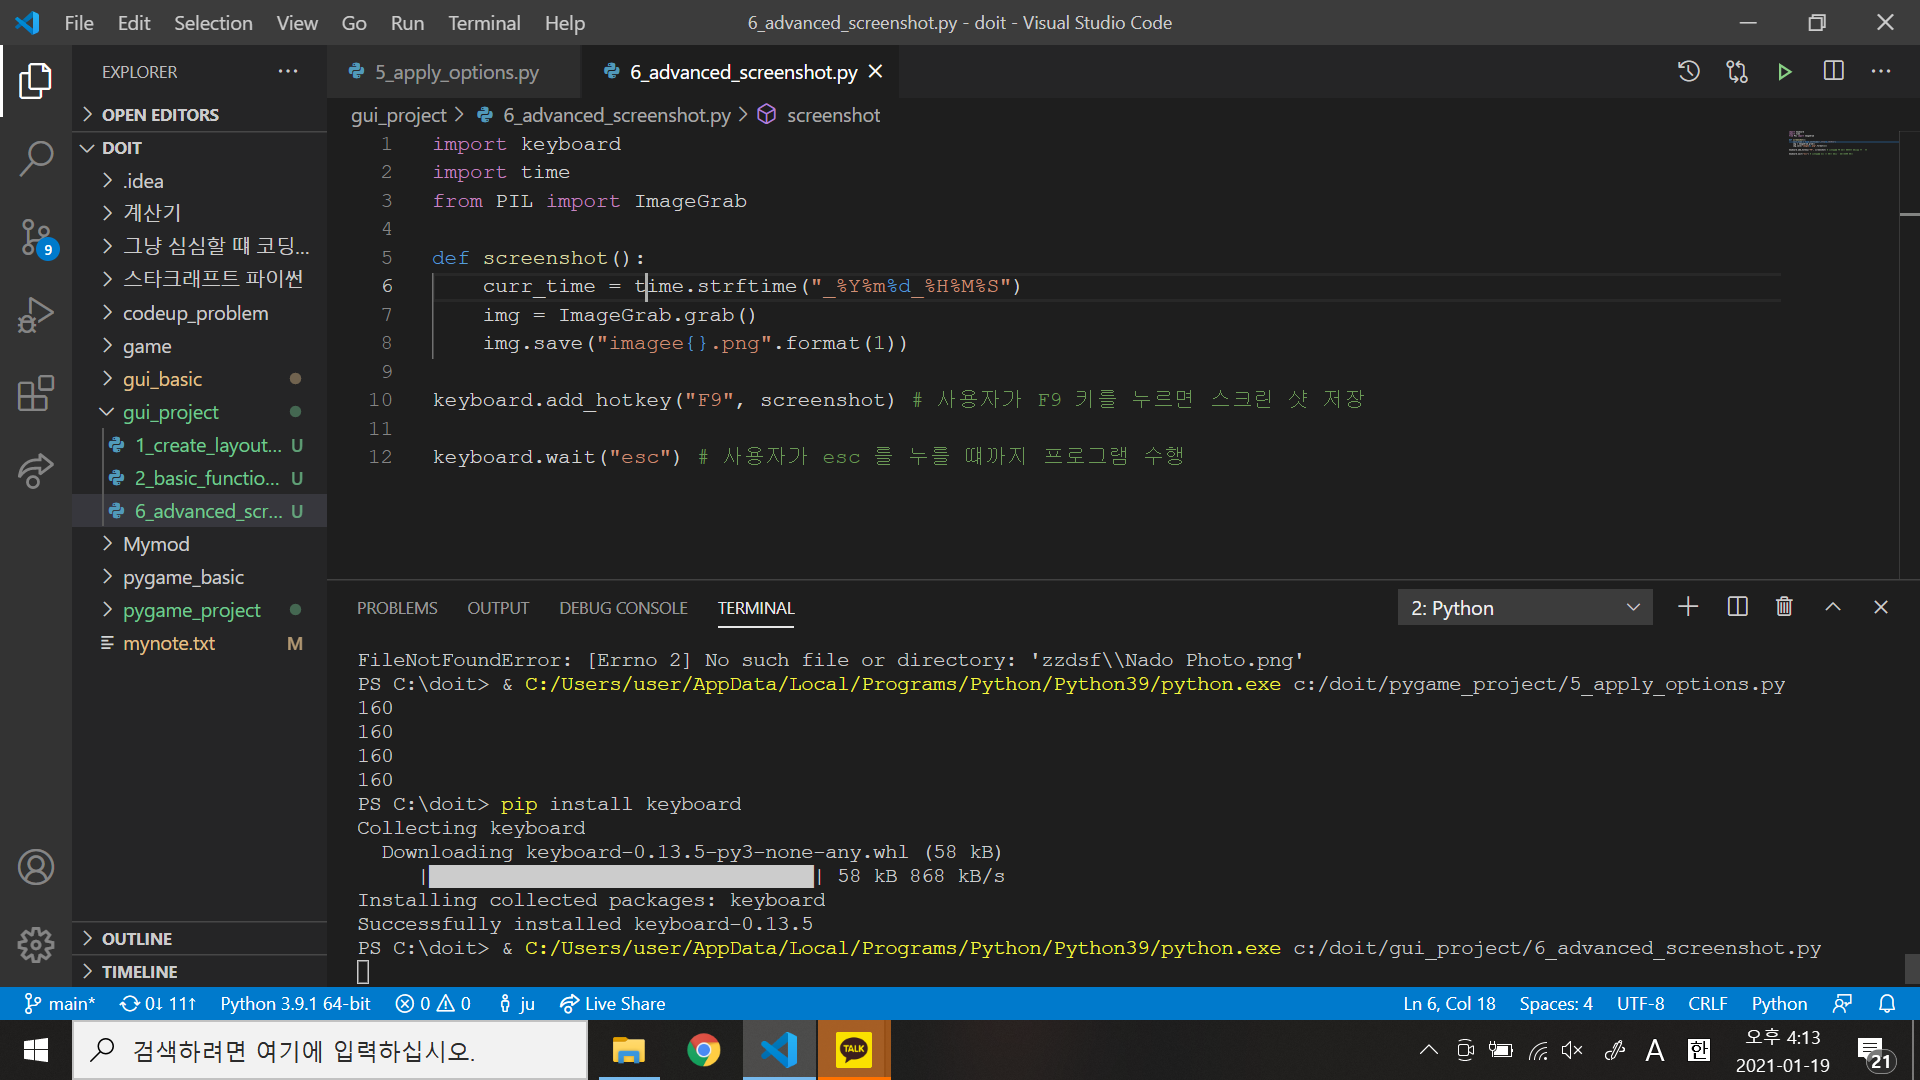 File Edit Selection View Go Run Terminal Help
6_advanced_screenshot.py - doit - Visual Studio Code
EXPLORER
OPEN EDITORS
DOIT
.idea
계산기
그냥 심심할 때 코딩...
스타크래프트 파이썬
codeup_problem
game
gui_basic
gui_project
1_create_layout... U
2_basic_functio... U
6_advanced_scr... U
Mymod
pygame_basic
pygame_project
mynote.txt M
OUTLINE
TIMELINE
9
5_apply_options.py
6_advanced_screenshot.py
gui_project > 6_advanced_screenshot.py > screenshot
1 import keyboard
2 import time
3 from PIL import ImageGrab
4
5 def screenshot():
6 curr_time = time.strftime("_%Y%m%d_%H%M%S")
7 img = ImageGrab.grab()
8 img.save("imagee{}.png".format(1))
9
10 keyboard.add_hotkey("F9", screenshot) # 사용자가 F9 키를 누르면 스크린 샷 저장
11
12 keyboard.wait("esc") # 사용자가 esc 를 누를 때까지 프로그램 수행
PROBLEMS OUTPUT DEBUG CONSOLE TERMINAL
2: Python
FileNotFoundError: [Errno 2] No such file or directory: 'zzdsf\\Nado Photo.png'
PS C:\doit> & C:/Users/user/AppData/Local/Programs/Python/Python39/python.exe c:/doit/pygame_project/5_apply_options.py
160
160
160
160
PS C:\doit> pip install keyboard
Collecting keyboard
Downloading keyboard-0.13.5-py3-none-any.whl (58 kB)
| | 58 kB 868 kB/s
Installing collected packages: keyboard
Successfully installed keyboard-0.13.5
PS C:\doit> & C:/Users/user/AppData/Local/Programs/Python/Python39/python.exe c:/doit/gui_project/6_advanced_screenshot.py
main* 0↓ 11↑ Python 3.9.1 64-bit 0 0 ju Live Share
Ln 6, Col 18 Spaces: 4 UTF-8 CRLF Python
검색하려면 여기에 입력하십시오.
TALK
A 한
오후 4:13
2021-01-19
21